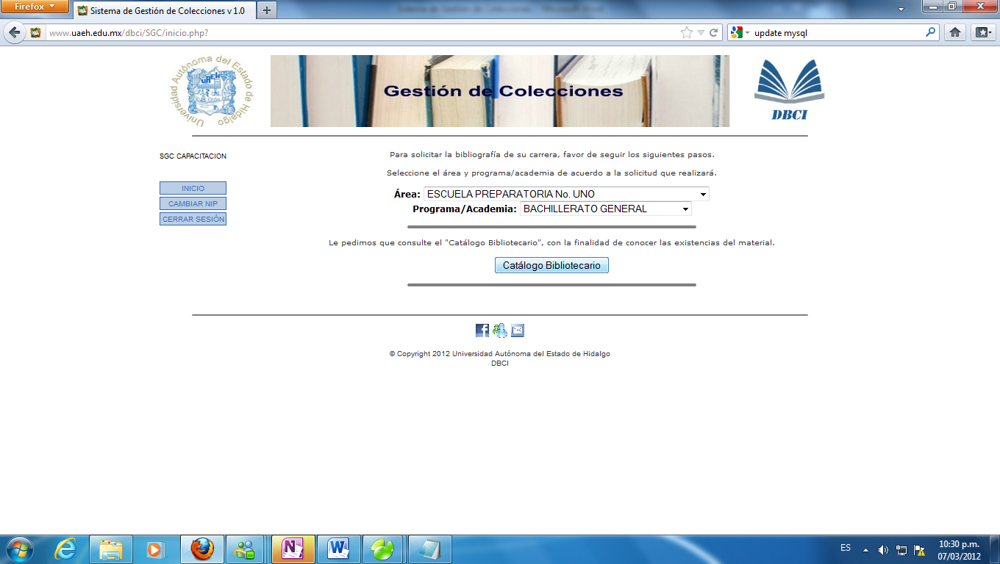 Firefox
Sistema de Gestión de Colecciones v 1.0
www.uaeh.edu.mx/dbci/SGC/inicio.php?
update mysql
Universidad Autónoma del Estado de Hidalgo
UAEH
Gestión de Colecciones
DBCI
SGC CAPACITACION
INICIO
CAMBIAR NIP
CERRAR SESIÓN
Para solicitar la bibliografía de su carrera, favor de seguir los siguientes pasos.
Seleccione el área y programa/academia de acuerdo a la solicitud que realizará.
Área: ESCUELA PREPARATORIA No. UNO
Programa/Academia: BACHILLERATO GENERAL
Le pedimos que consulte el "Catálogo Bibliotecario", con la finalidad de conocer las existencias del material.
Catálogo Bibliotecario
© Copyright 2012 Universidad Autónoma del Estado de Hidalgo
DBCI
ES
10:30 p.m.
07/03/2012